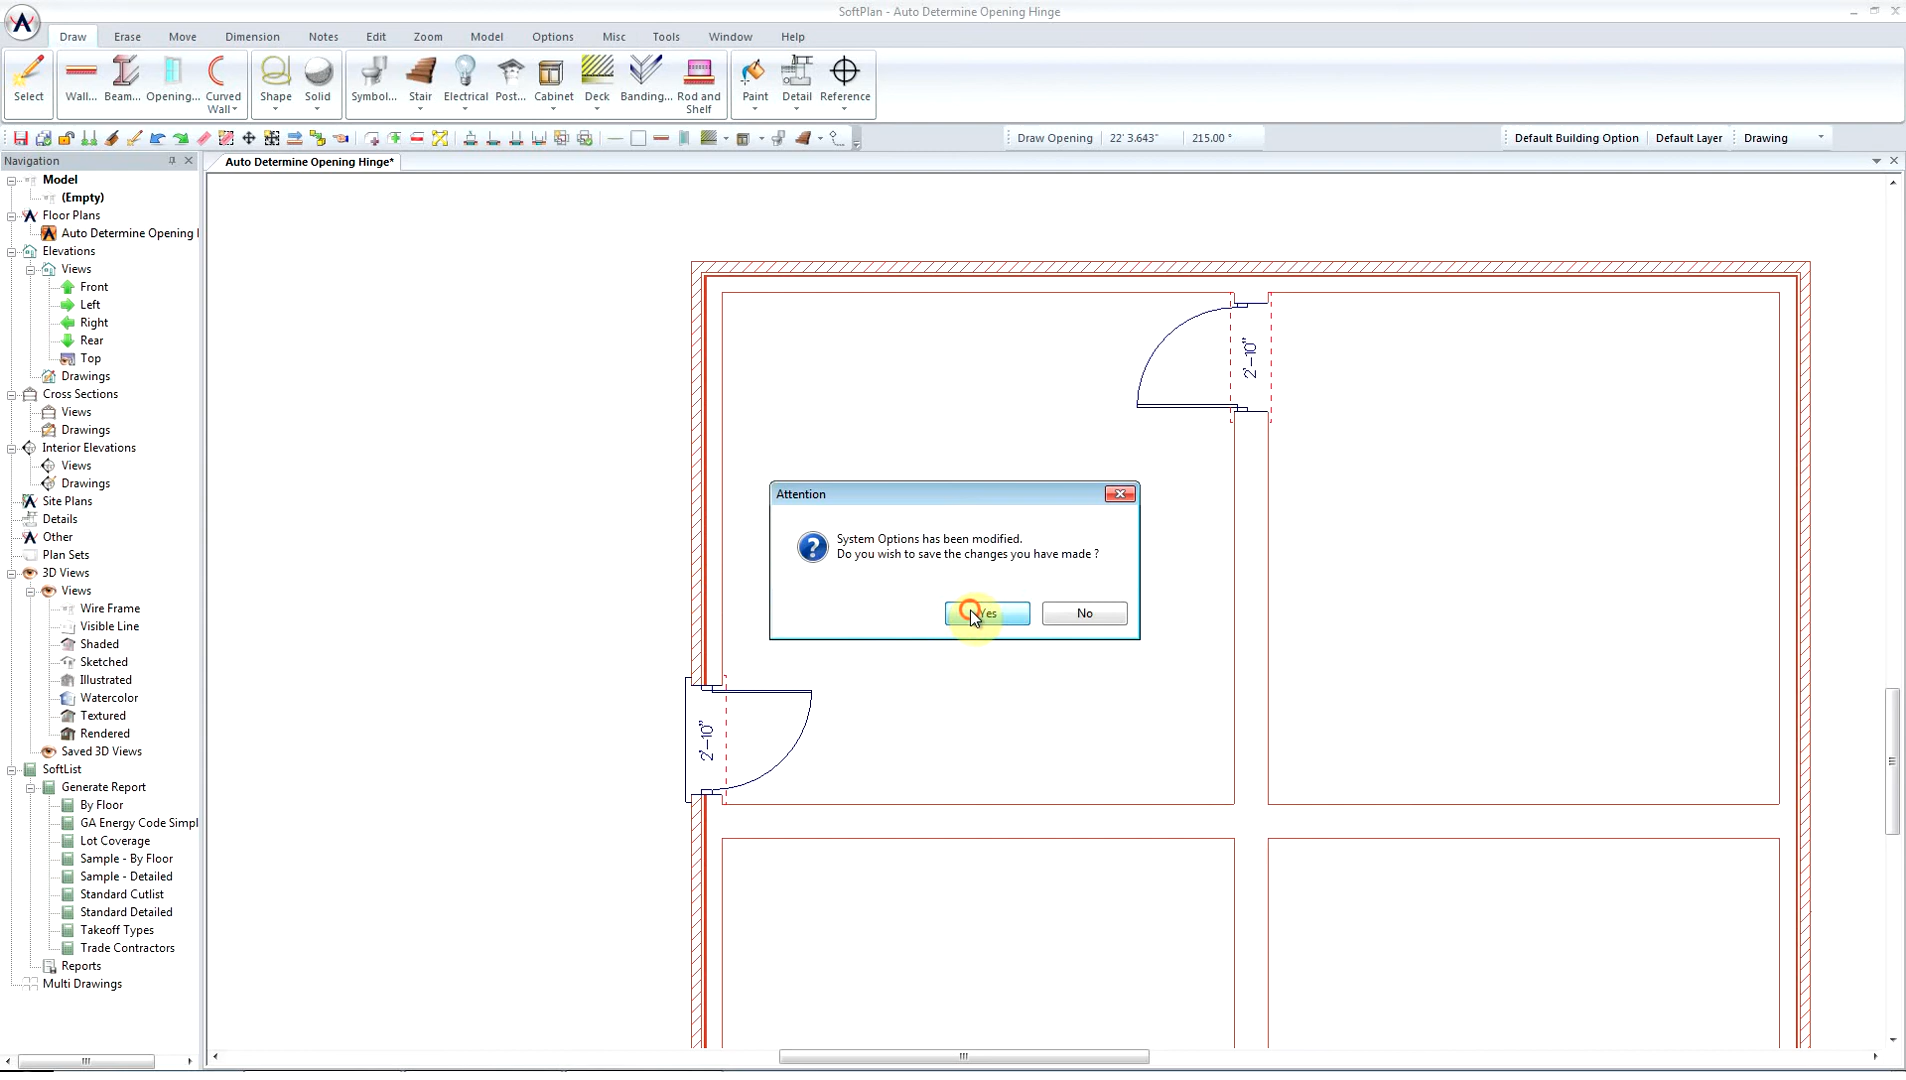 SoftPlan - Auto Determine Opening Hinge
Draw Erase Move Dimension Notes Edit Zoom Model Options Misc Tools Window Help
Select Wall... Beam... Opening... Curved Wall Shape Solid Symbol... Stair Electrical Post... Cabinet Deck Banding... Rod and Shelf Paint Detail Reference
Draw Opening 22' 3.643" 215.00 ° Default Building Option Default Layer Drawing
Navigation
Auto Determine Opening Hinge*
Model
(Empty)
Floor Plans
Auto Determine Opening
Elevations
Views
Front
Left
Right
Rear
Top
Drawings
Cross Sections
Views
Drawings
Interior Elevations
Views
Drawings
Site Plans
Details
Other
Plan Sets
3D Views
Views
Wire Frame
Visible Line
Shaded
Sketched
Illustrated
Watercolor
Textured
Rendered
Saved 3D Views
SoftList
Generate Report
By Floor
GA Energy Code Simpl
Lot Coverage
Sample - By Floor
Sample - Detailed
Standard Cutlist
Standard Detailed
Takeoff Types
Trade Contractors
Reports
Multi Drawings
2'-10"
Attention
System Options has been modified.
Do you wish to save the changes you have made ?
Yes No
2'-10"